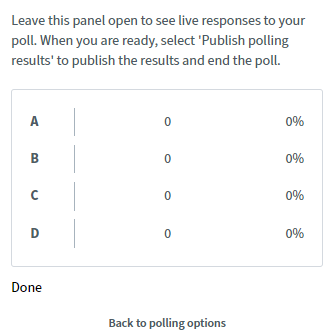 Leave this panel open to see live responses to your
poll. When you are ready, select 'Publish polling
results' to publish the results and end the poll.
A 0 0%
B 0 0%
C 0 0%
D 0 0%
Done
Back to polling options